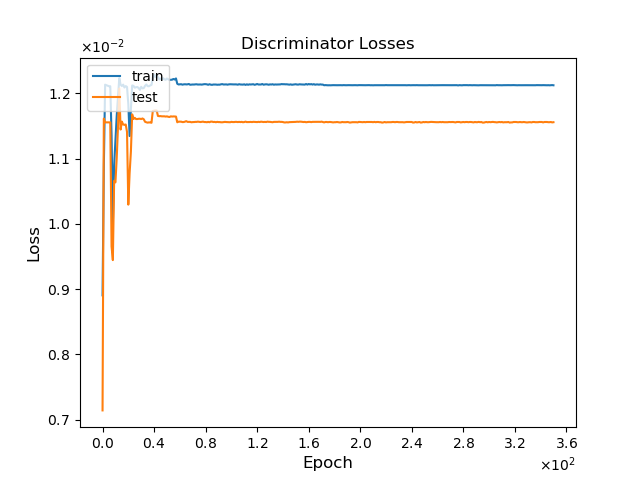 Discriminator Losses
×10⁻²
train
test
1.2
1.1
1.0
0.9
0.8
0.7
Loss
0.0 0.4 0.8 1.2 1.6 2.0 2.4 2.8 3.2 3.6
Epoch
×10²